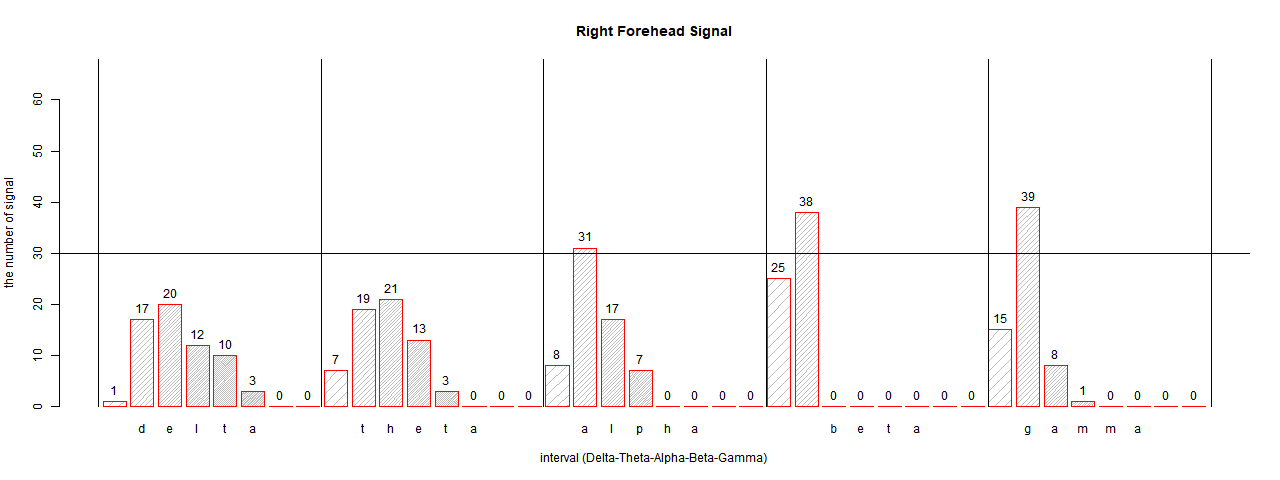 Right Forehead Signal
the number of signal
60
50
40
30
20
10
0
1 17 20 12 10 3 0 0
7 19 21 13 3 0 0 0
8 31 17 7 0 0 0 0
25 38 0 0 0 0 0 0
15 39 8 1 0 0 0 0
d e l t a t h e t a a l p h a b e t a g a m m a
interval (Delta-Theta-Alpha-Beta-Gamma)